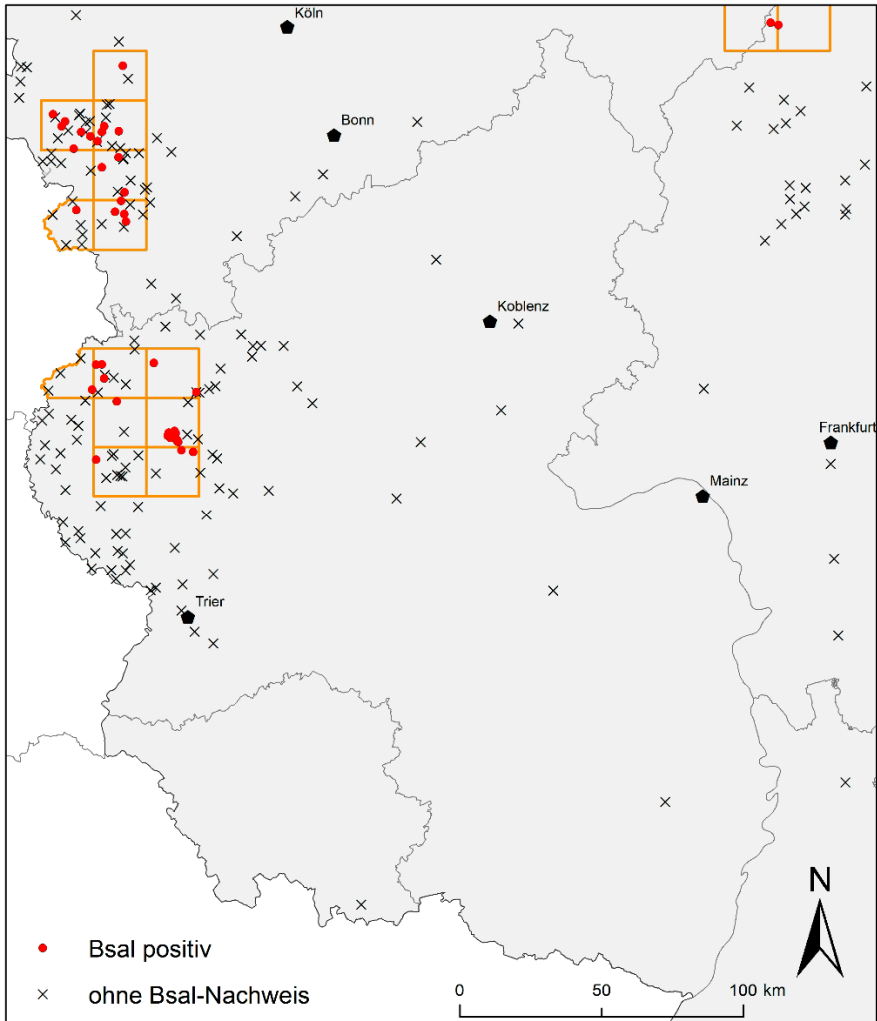 Köln
Bonn
Koblenz
Frankfurt
Mainz
Trier
N
Bsal positiv
ohne Bsal-Nachweis
0 50 100 km